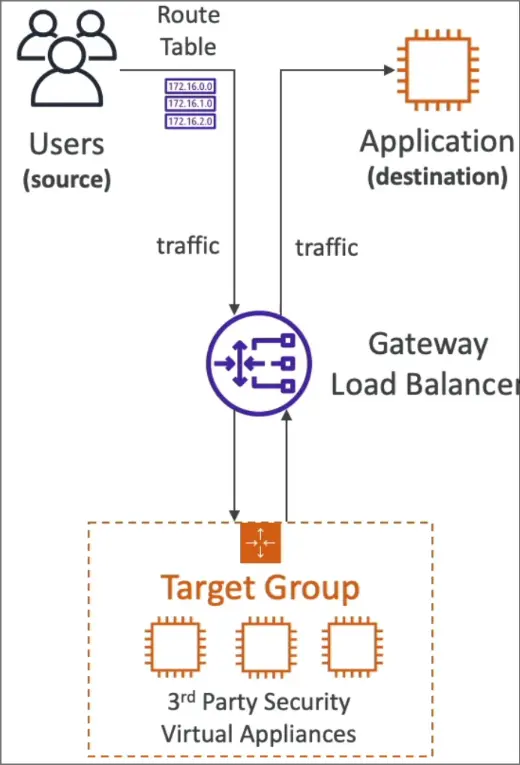 Route
Table
172.16.0.0
172.16.1.0
172.16.2.0
Users
(source)
Application
(destination)
traffic
traffic
Gateway
Load Balancer
Target Group
3rd Party Security
Virtual Appliances